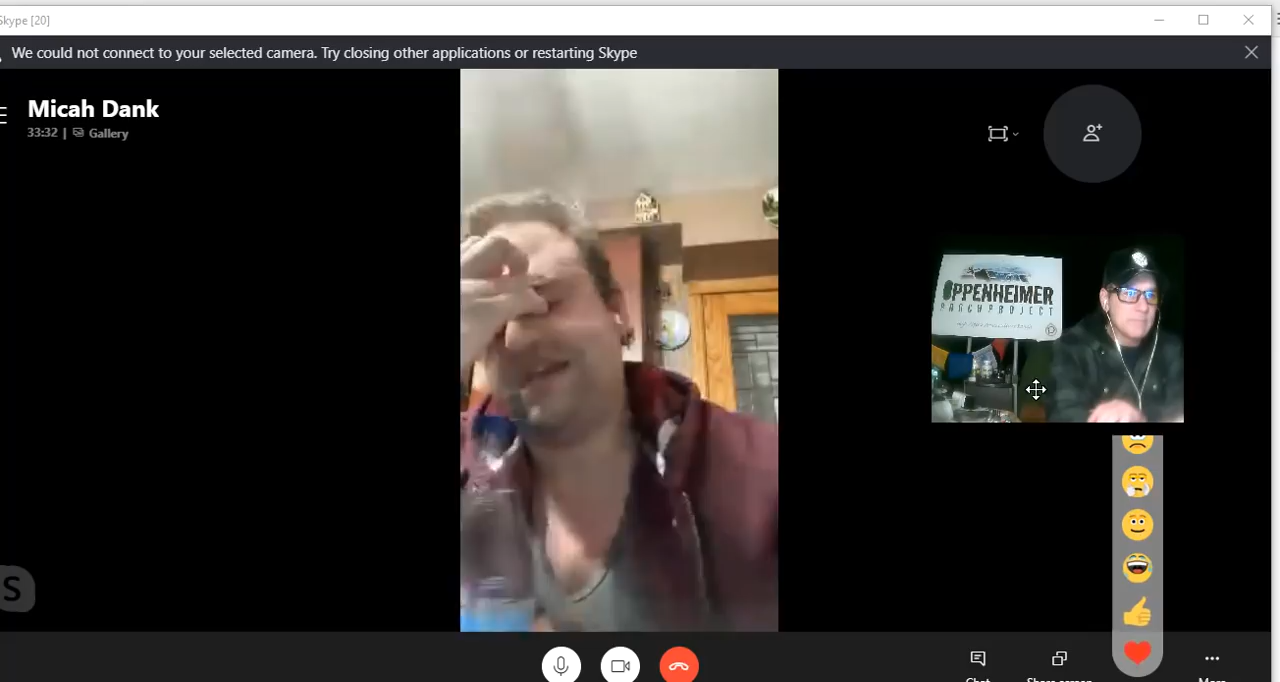 Skype [20]
We could not connect to your selected camera. Try closing other applications or restarting Skype
Micah Dank
33:32 | Gallery
OPPENHEIMER
RANCH PROJECT
S
Chat
Share screen
More